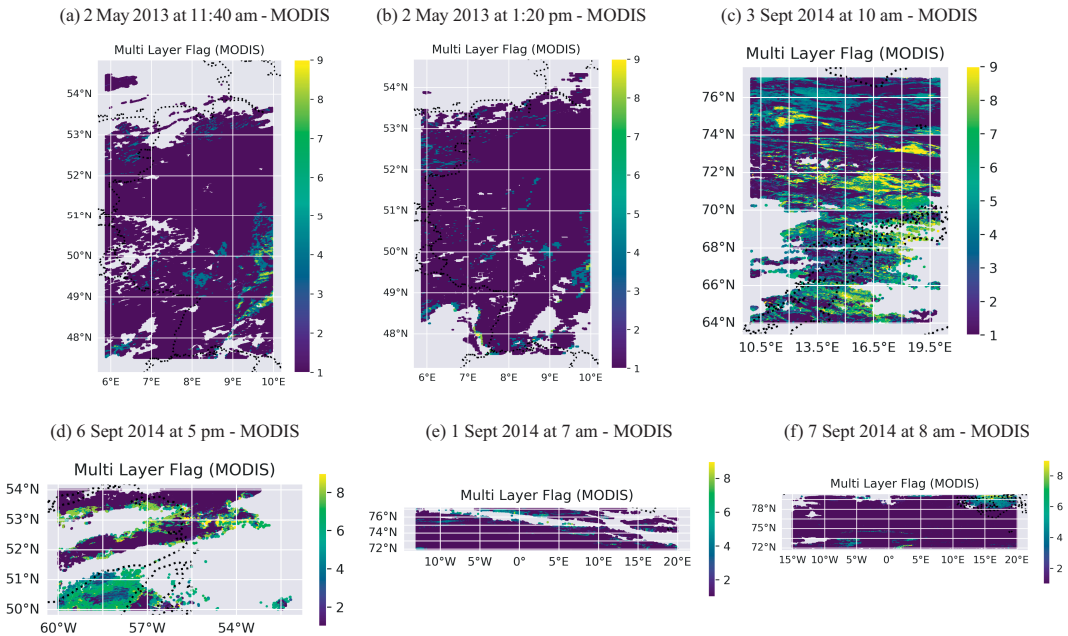 (a) 2 May 2013 at 11:40 am - MODIS
Multi Layer Flag (MODIS)
54°N
53°N
52°N
51°N
50°N
49°N
48°N
6°E 7°E 8°E 9°E 10°E
9
8
7
6
5
4
3
2
1
(b) 2 May 2013 at 1:20 pm - MODIS
Multi Layer Flag (MODIS)
54°N
53°N
52°N
51°N
50°N
49°N
48°N
6°E 7°E 8°E 9°E 10°E
9
8
7
6
5
4
3
2
1
(c) 3 Sept 2014 at 10 am - MODIS
Multi Layer Flag (MODIS)
76°N
74°N
72°N
70°N
68°N
66°N
64°N
10.5°E 13.5°E 16.5°E 19.5°E
9
8
7
6
5
4
3
2
1
(d) 6 Sept 2014 at 5 pm - MODIS
Multi Layer Flag (MODIS)
54°N
53°N
52°N
51°N
50°N
60°W 57°W 54°W
8
6
4
2
(e) 1 Sept 2014 at 7 am - MODIS
Multi Layer Flag (MODIS)
76°N
74°N
72°N
10°W 5°W 0° 5°E 10°E 15°E 20°E
8
6
4
2
(f) 7 Sept 2014 at 8 am - MODIS
Multi Layer Flag (MODIS)
78°N
75°N
72°N
15°W 10°W 5°W 0° 5°E 10°E 15°E 20°E
8
6
4
2